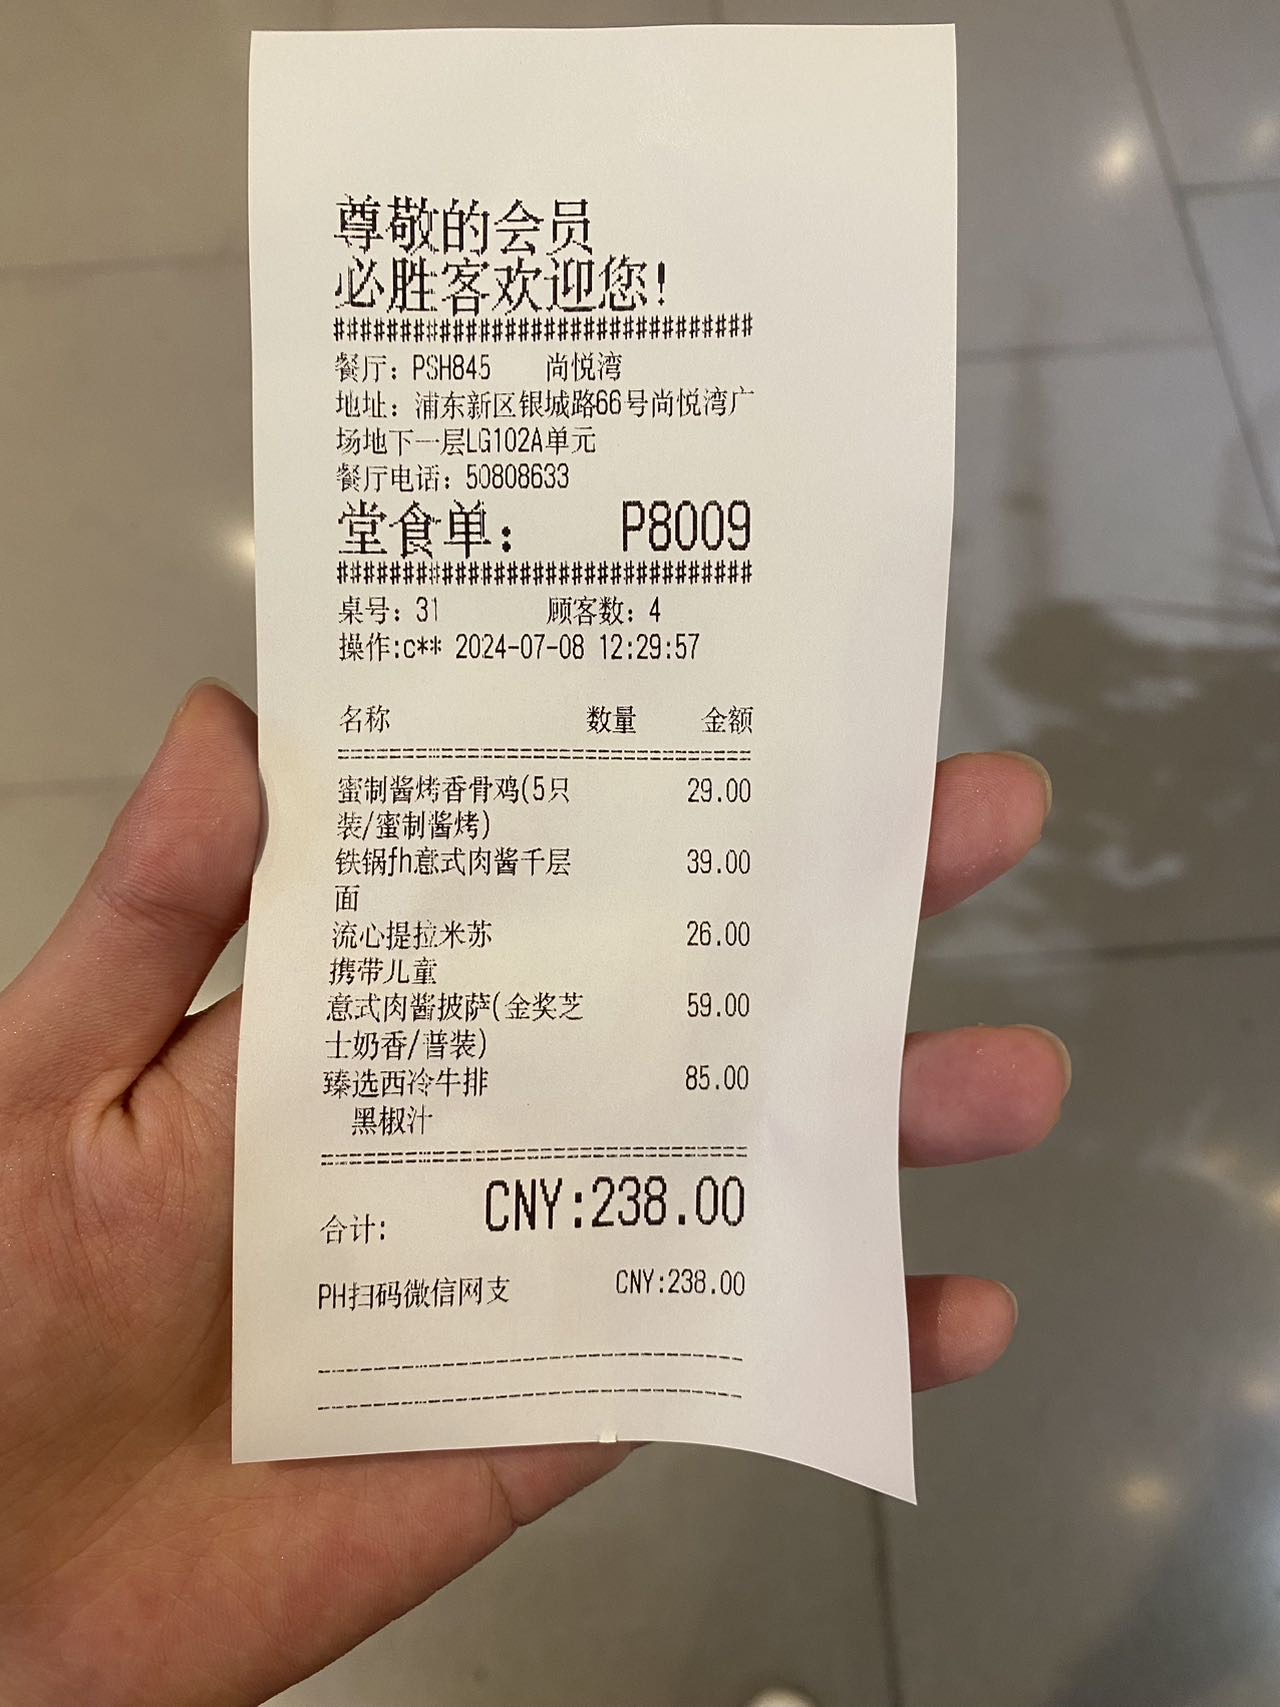 尊敬的会员
必胜客欢迎您!
################################
餐厅: PSH845 尚悦湾
地址: 浦东新区银城路66号尚悦湾广
场地下一层LG102A单元
餐厅电话: 50808633
堂食单: P8009
################################
桌号: 31 顾客数: 4
操作:c** 2024-07-08 12:29:57
名称 数量 金额
================================
蜜制酱烤香骨鸡(5只 29.00
装/蜜制酱烤)
铁锅fh意式肉酱千层 39.00
面
流心提拉米苏 26.00
携带儿童
意式肉酱披萨(金奖芝 59.00
士奶香/普装)
臻选西冷牛排 85.00
黑椒汁
================================
合计: CNY:238.00
PH扫码微信网支 CNY:238.00
--------------------------------
--------------------------------